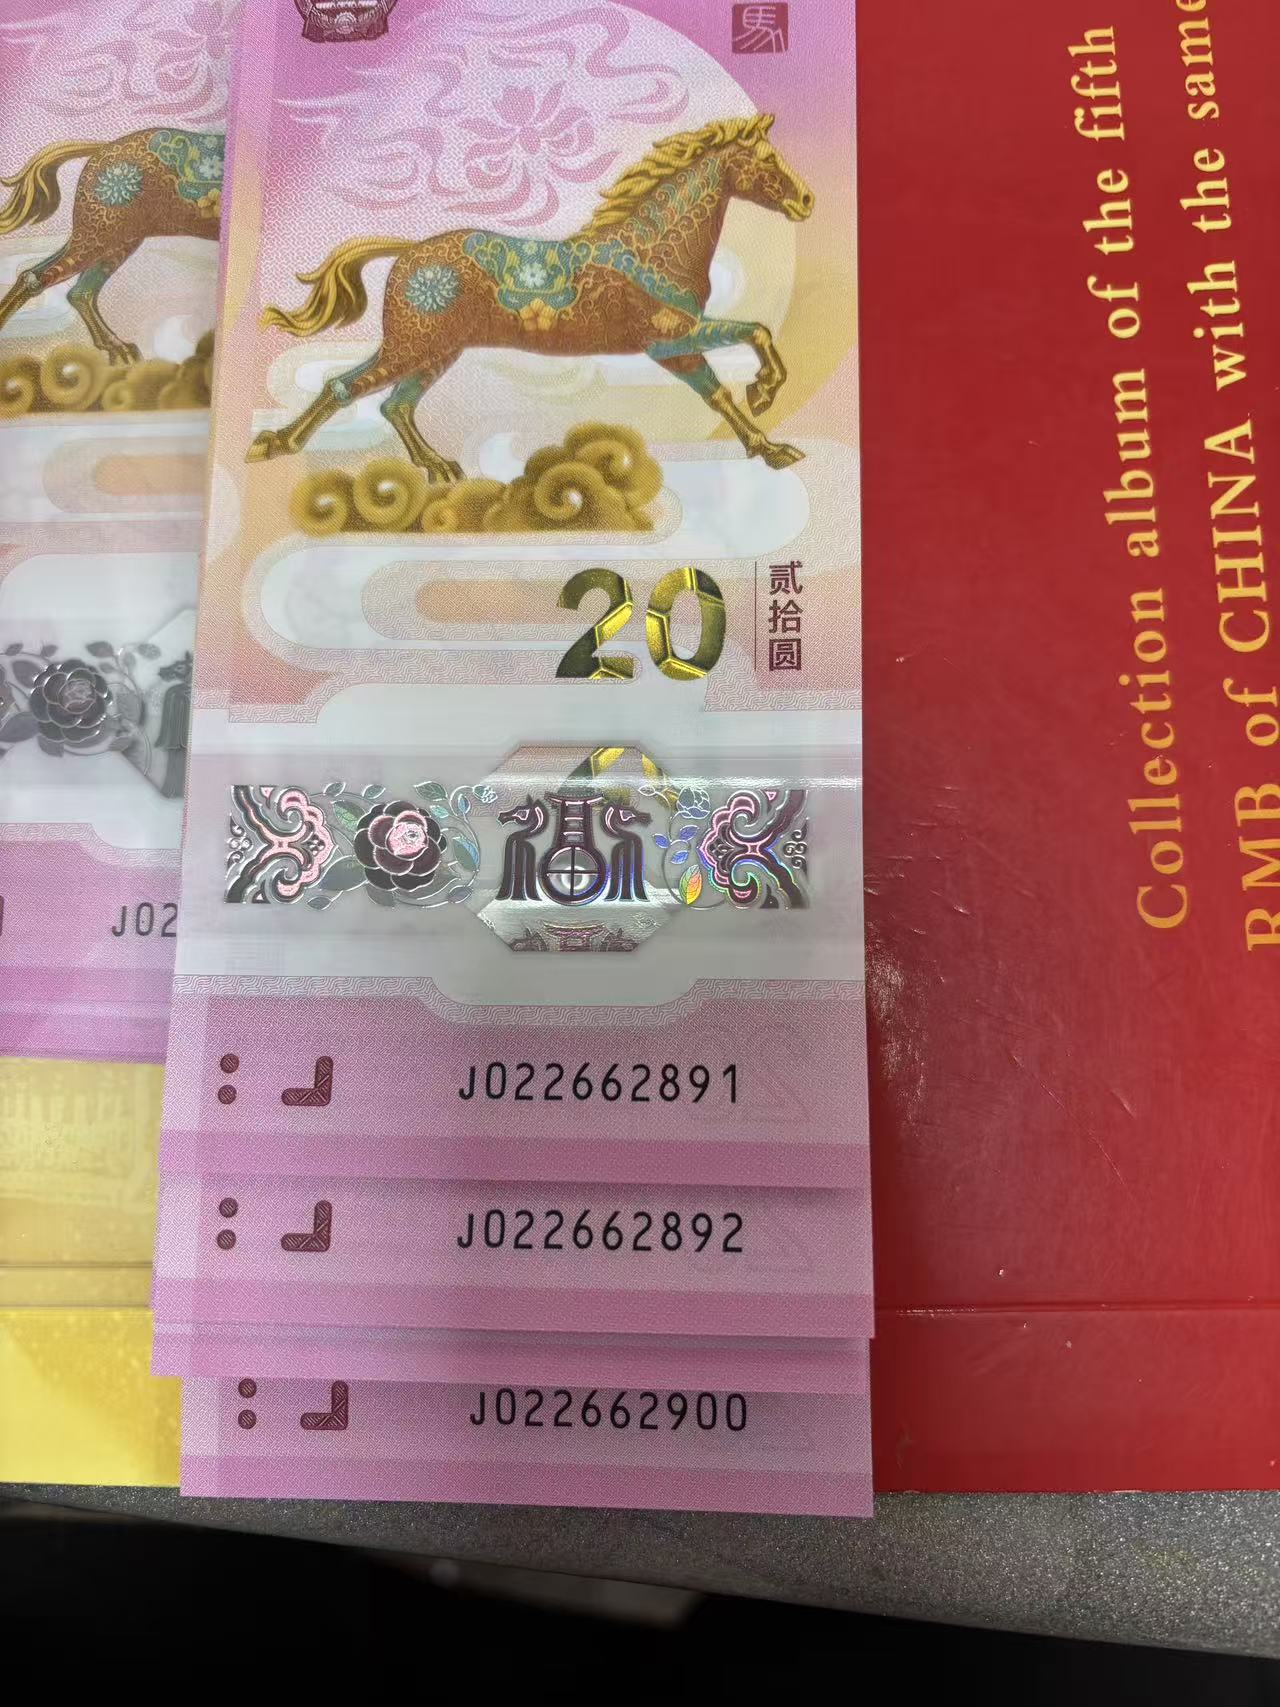 馬
20
贰拾圆
J02
J022662891
J022662892
J022662900
Collection album of the fifth
RMB of CHINA with the same